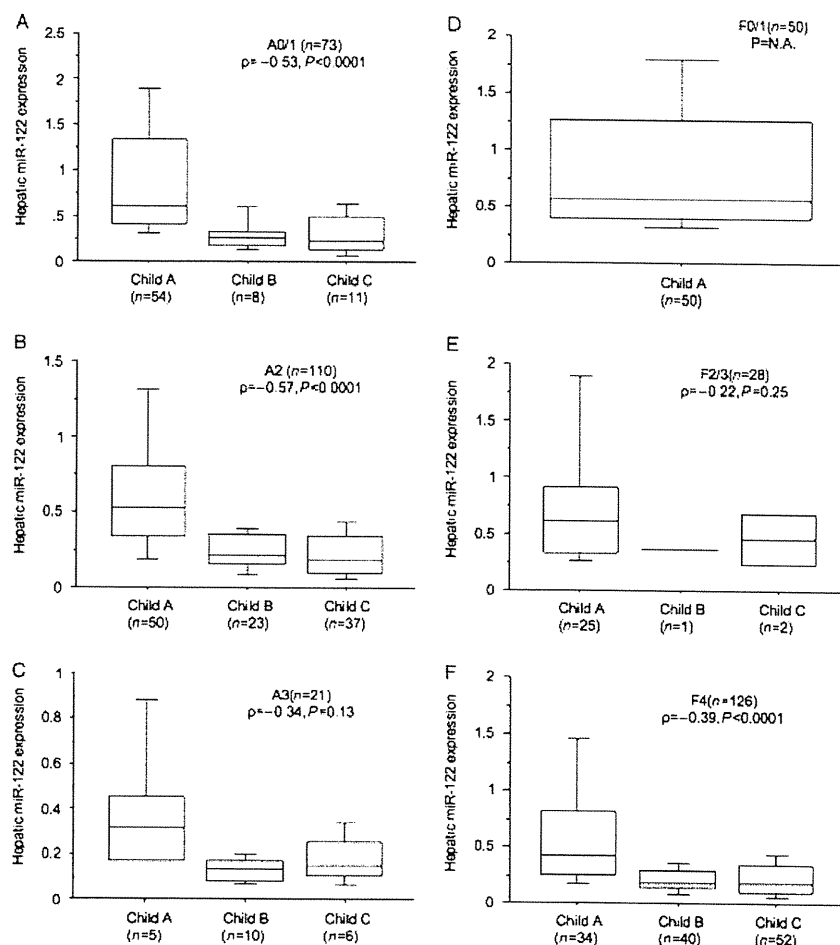 A
A0/1 (n=73)
ρ=−0.53, P<0.0001
Hepatic miR-122 expression
2.5
2
1.5
1
.5
0
Child A
(n=54)
Child B
(n=8)
Child C
(n=11)
B
A2 (n=110)
ρ=−0.57, P<0.0001
Hepatic miR-122 expression
1.5
1
0.5
0
Child A
(n=50)
Child B
(n=23)
Child C
(n=37)
C
A3(n=21)
ρ=−0.34, P=0.13
Hepatic miR-122 expression
1
0.8
0.6
0.4
0.2
0
Child A
(n=5)
Child B
(n=10)
Child C
(n=6)
D
F0/1(n=50)
P=N.A.
Hepatic miR-122 expression
2
1.5
1
0.5
0
Child A
(n=50)
E
F2/3(n=28)
ρ=−0.22, P=0.25
Hepatic miR-122 expression
2
1.5
1
0.5
0
Child A
(n=25)
Child B
(n=1)
Child C
(n=2)
F
F4(n=126)
ρ=−0.39, P<0.0001
Hepatic miR-122 expression
2
1.5
1
0.5
0
Child A
(n=34)
Child B
(n=40)
Child C
(n=52)